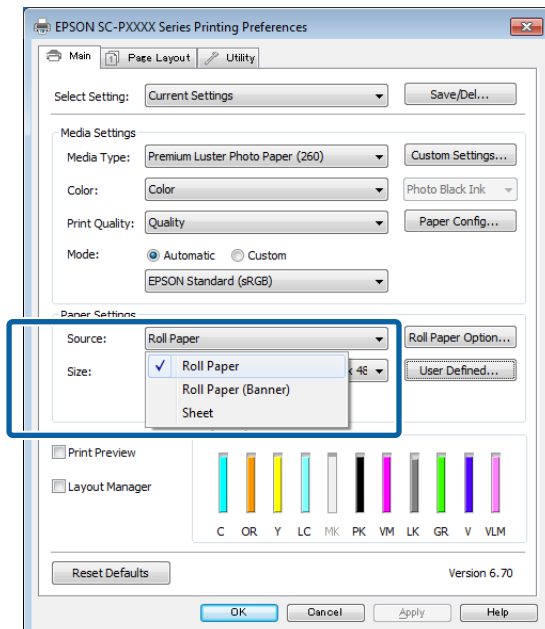 EPSON SC-PXXXX Series Printing Preferences
Main Page Layout Utility
Select Setting: Current Settings Save/Del...
Media Settings
Media Type: Premium Luster Photo Paper (260) Custom Settings...
Color: Color Photo Black Ink
Print Quality: Quality Paper Config...
Mode: Automatic Custom
EPSON Standard (sRGB)
Paper Settings
Source: Roll Paper Roll Paper Option...
Roll Paper
Size: x 48 User Defined...
Roll Paper (Banner)
Sheet
Print Preview
Layout Manager
C OR Y LC MK PK VM LK GR V VLM
Reset Defaults Version 6.70
OK Cancel Apply Help